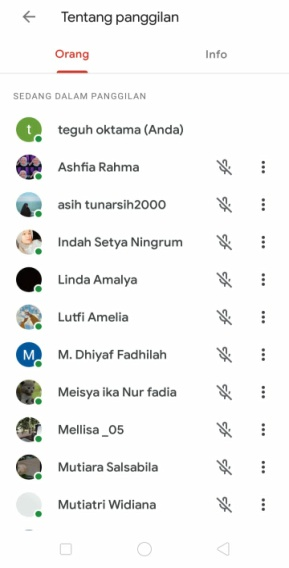 Tentang panggilan
Orang
Info
SEDANG DALAM PANGGILAN
t
teguh oktama (Anda)
Ashfia Rahma
asih tunarsih2000
Indah Setya Ningrum
Linda Amalya
Lutfi Amelia
M
M. Dhiyaf Fadhilah
Meisya ika Nur fadia
Mellisa _05
Mutiara Salsabila
Mutiatri Widiana